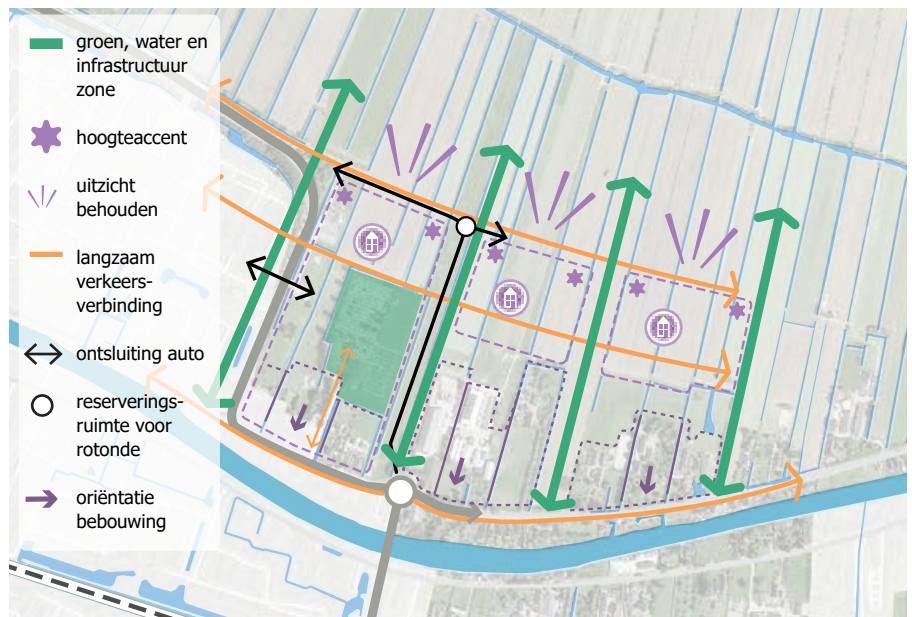 groen, water en
infrastructuur
zone
hoogteaccent
uitzicht
behouden
langzaam
verkeers-
verbinding
ontsluiting auto
reserverings-
ruimte voor
rotonde
oriëntatie
bebouwing